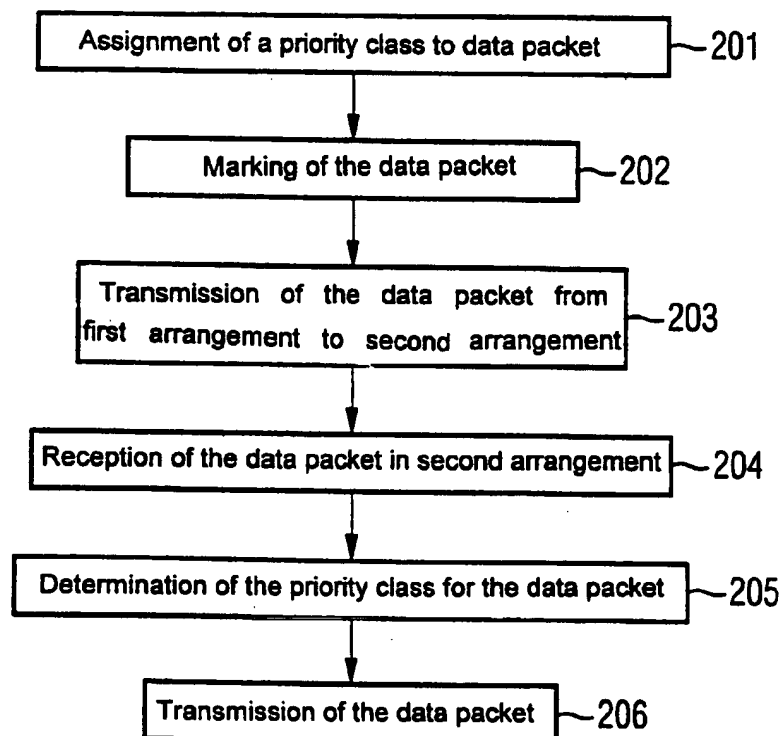 Assignment of a priority class to data packet 201
Marking of the data packet 202
Transmission of the data packet from
first arrangement to second arrangement 203
Reception of the data packet in second arrangement 204
Determination of the priority class for the data packet 205
Transmission of the data packet 206